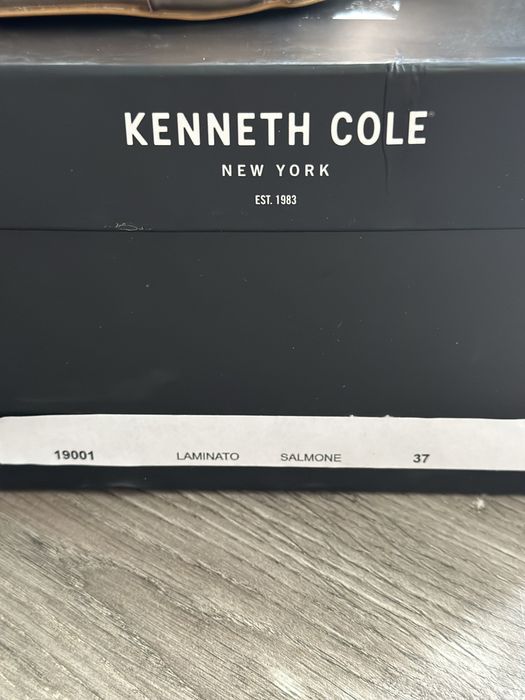 KENNETH COLE
NEW YORK
EST. 1983
19001 LAMINATO SALMONE 37